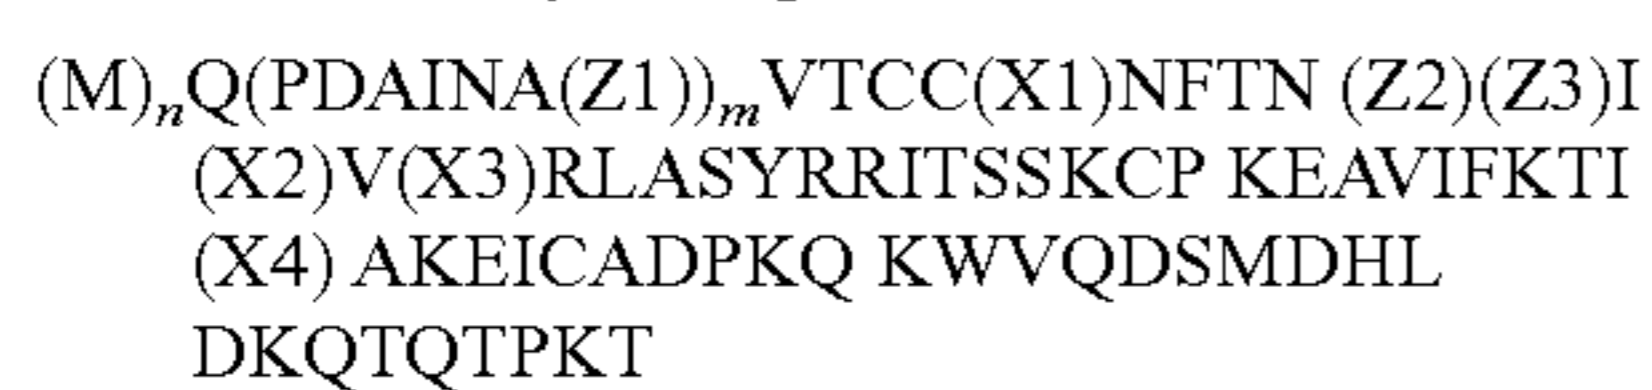 (M)nQ(PDAINA(Z1))mVTCC(X1)NFTN (Z2)(Z3)I
(X2)V(X3)RLASYRRITSSKCP KEAVIFKTI
(X4) AKEICADPKQ KWVQDSMDHL
DKQTQTPKT